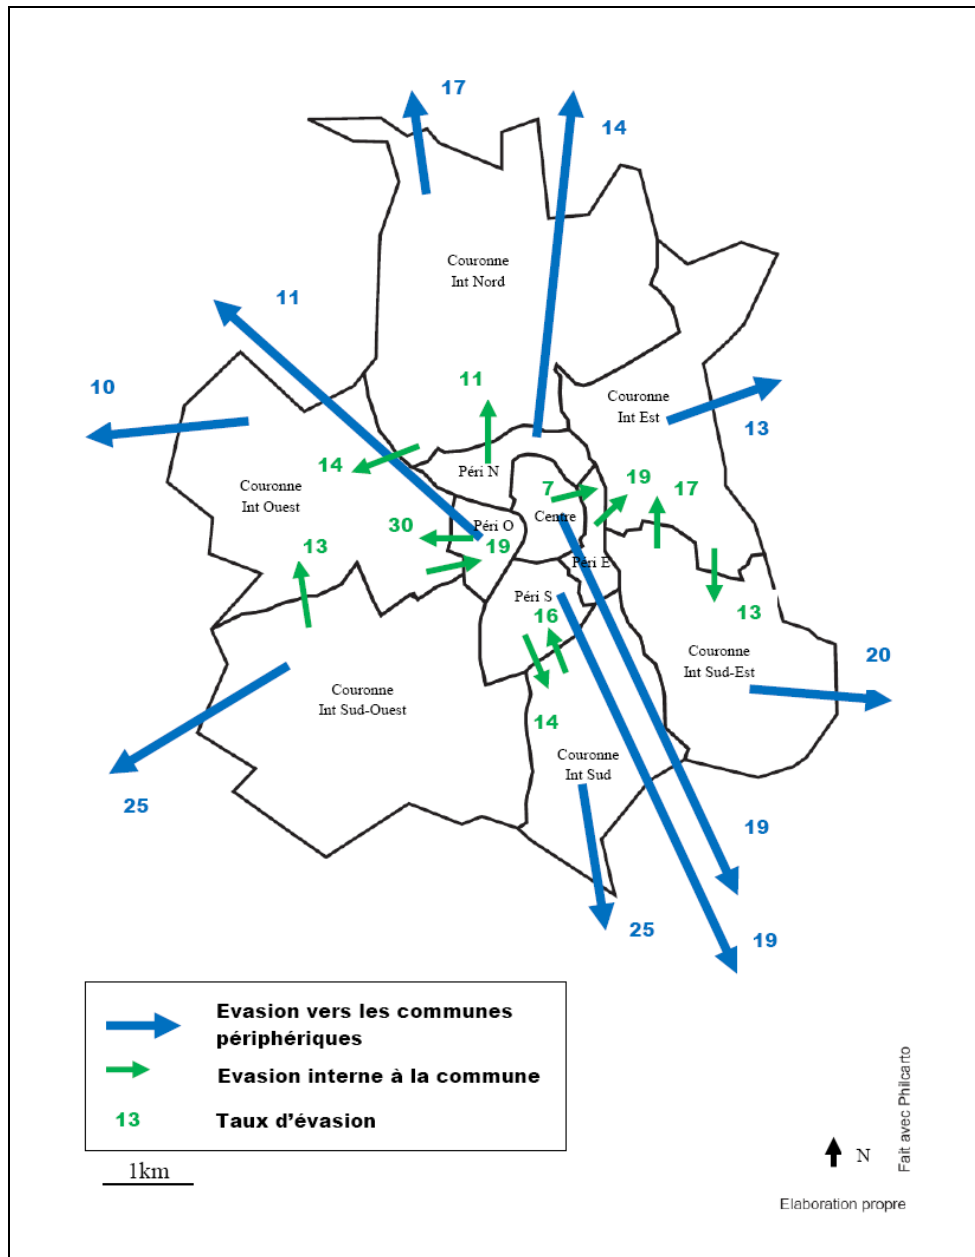 17
14
Couronne
Int Nord
11
10
11
Couronne
Int Est
13
14
Péri N
Couronne
Int Ouest
7
19
17
Centre
30
Péri O
19
13
Péri E
Péri S
16
13
Couronne
Int Sud-Est
20
Couronne
Int Sud-Ouest
14
Couronne
Int Sud
25
19
25
19
Evasion vers les communes
périphériques
Evasion interne à la commune
13
Taux d'évasion
1km
N
Fait avec Philcarto
Elaboration propre